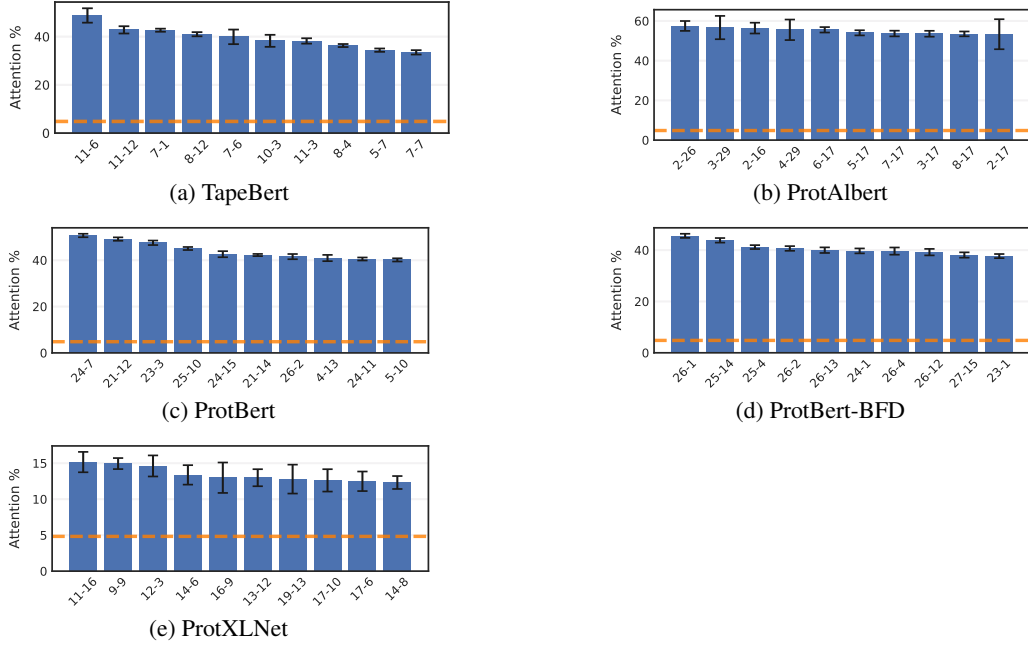 Attention %
40
20
0
11-6 11-12 7-1 8-12 7-6 10-3 11-3 8-4 5-7 7-7
(a) TapeBert
Attention %
60
40
20
0
2-26 3-29 2-16 4-29 6-17 5-17 7-17 3-17 8-17 2-17
(b) ProtAlbert
Attention %
40
20
0
24-7 21-12 23-3 25-10 24-15 21-14 26-2 4-13 24-11 5-10
(c) ProtBert
Attention %
40
20
0
26-1 25-14 25-4 26-2 26-13 24-1 26-4 26-12 27-15 23-1
(d) ProtBert-BFD
Attention %
15
10
5
0
11-16 9-9 12-3 14-6 16-9 13-12 19-13 17-10 17-6 14-8
(e) ProtXLNet